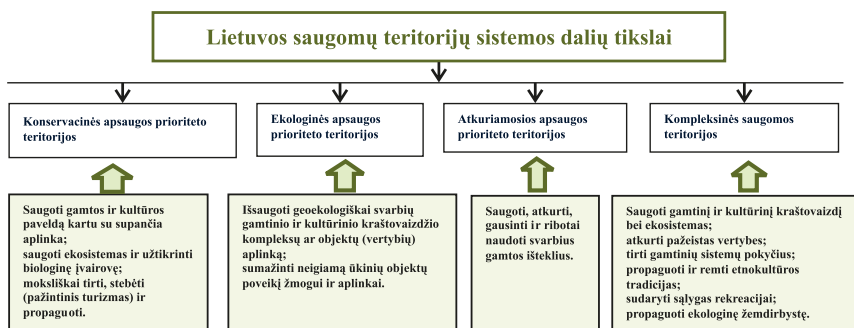 Lietuvos saugomų teritorijų sistemos dalių tikslai
Konservacinės apsaugos prioriteto
teritorijos
Ekologinės apsaugos
prioriteto teritorijos
Atkuriamosios apsaugos
prioriteto teritorijos
Kompleksinės saugomos
teritorijos
Saugoti gamtos ir kultūros
paveldą kartu su supančia
aplinka;
saugoti ekosistemas ir užtikrinti
biologinę įvairovę;
moksliškai tirti, stebėti
(pažintinis turizmas) ir
propaguoti.
Išsaugoti geoekologiškai svarbių
gamtinio ir kultūrinio kraštovaizdžio
kompleksų ar objektų (vertybių)
aplinką;
sumažinti neigiamą ūkinių objektų
poveikį žmogui ir aplinkai.
Saugoti, atkurti,
gausinti ir ribotai
naudoti svarbius
gamtos išteklius.
Saugoti gamtinį ir kultūrinį kraštovaizdį
bei ekosistemas;
atkurti pažeistas vertybes;
tirti gamtinių sistemų pokyčius;
propaguoti ir remti etnokultūros
tradicijas;
sudaryti sąlygas rekreacijai;
propaguoti ekologinę žemdirbystę.